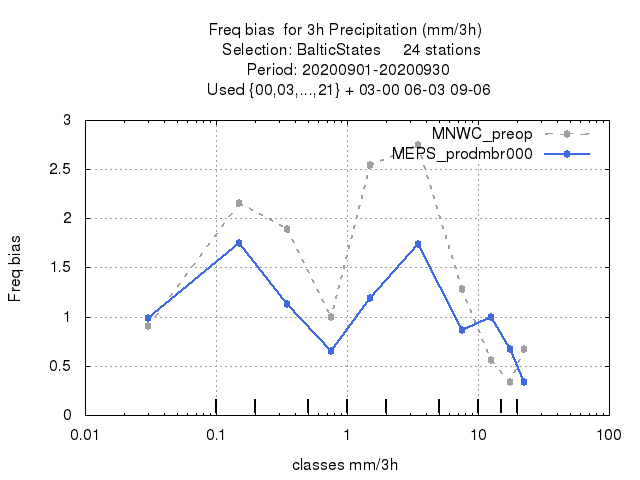 Freq bias  for 3h Precipitation (mm/3h)
Selection: BalticStates     24 stations
Period: 20200901-20200930
Used {00,03,...,21} + 03-00 06-03 09-06
MNWC_preop
MEPS_prodmbr000
3
2.5
2
1.5
1
0.5
0
Freq bias
0.01
0.1
1
10
100
classes mm/3h